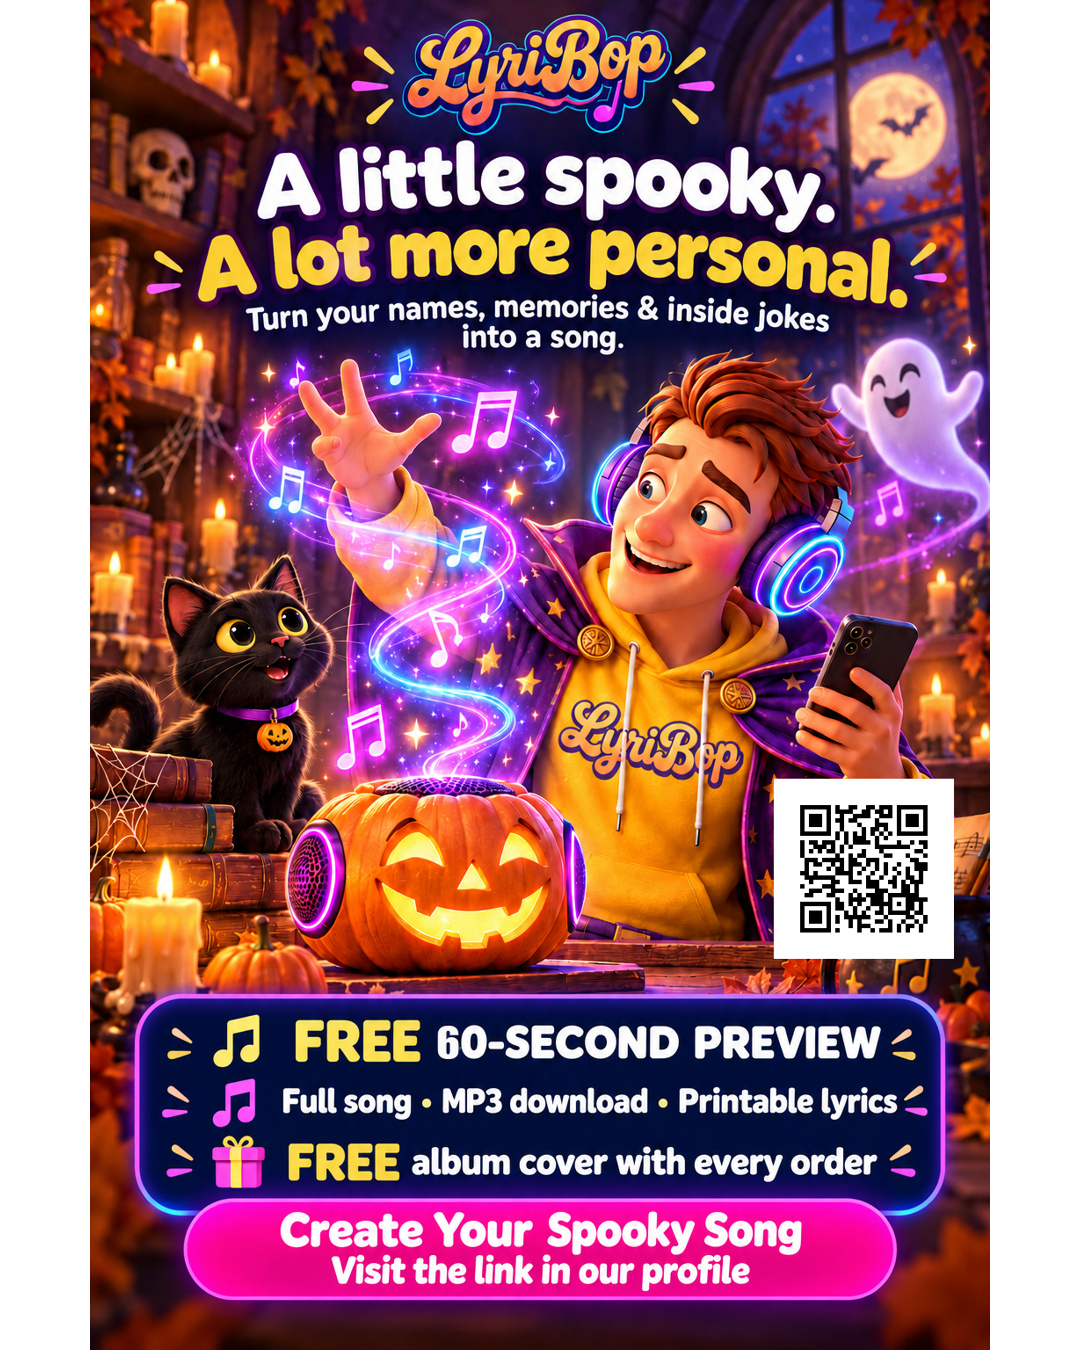 LyriBop
A little spooky.
A lot more personal.
Turn your names, memories & inside jokes
into a song.
LyriBop
FREE 60-SECOND PREVIEW
Full song • MP3 download • Printable lyrics
FREE album cover with every order
Create Your Spooky Song
Visit the link in our profile